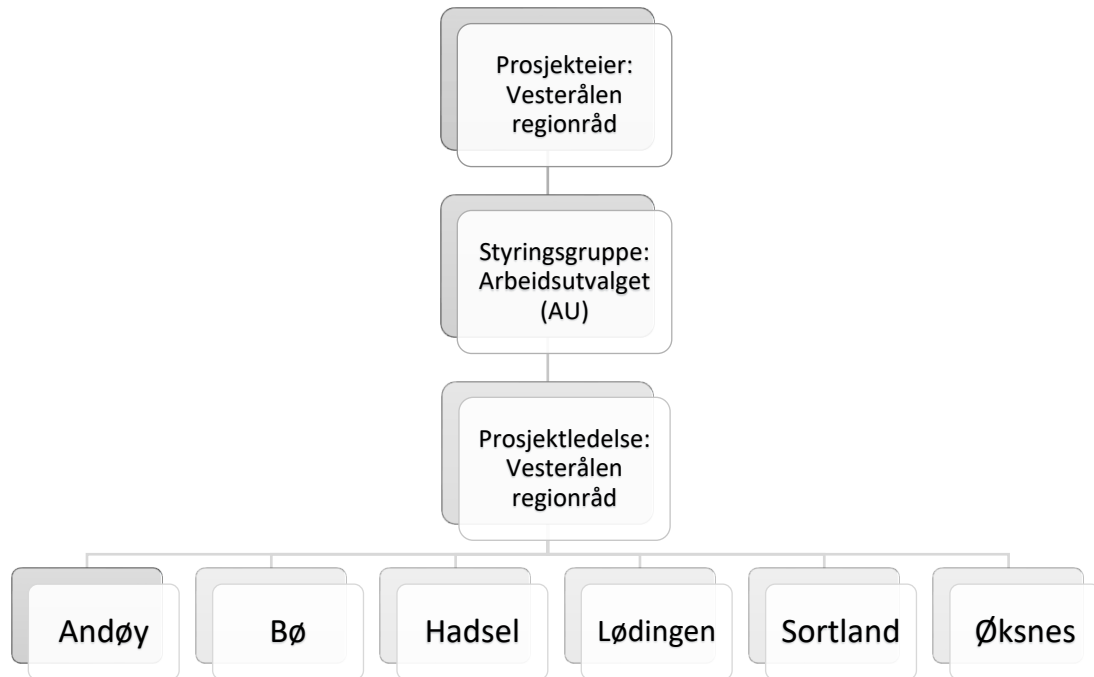 Prosjekteier:
Vesterålen
regionråd
Styringsgruppe:
Arbeidsutvalget
(AU)
Prosjektledelse:
Vesterålen
regionråd
Andøy
Bø
Hadsel
Lødingen
Sortland
Øksnes